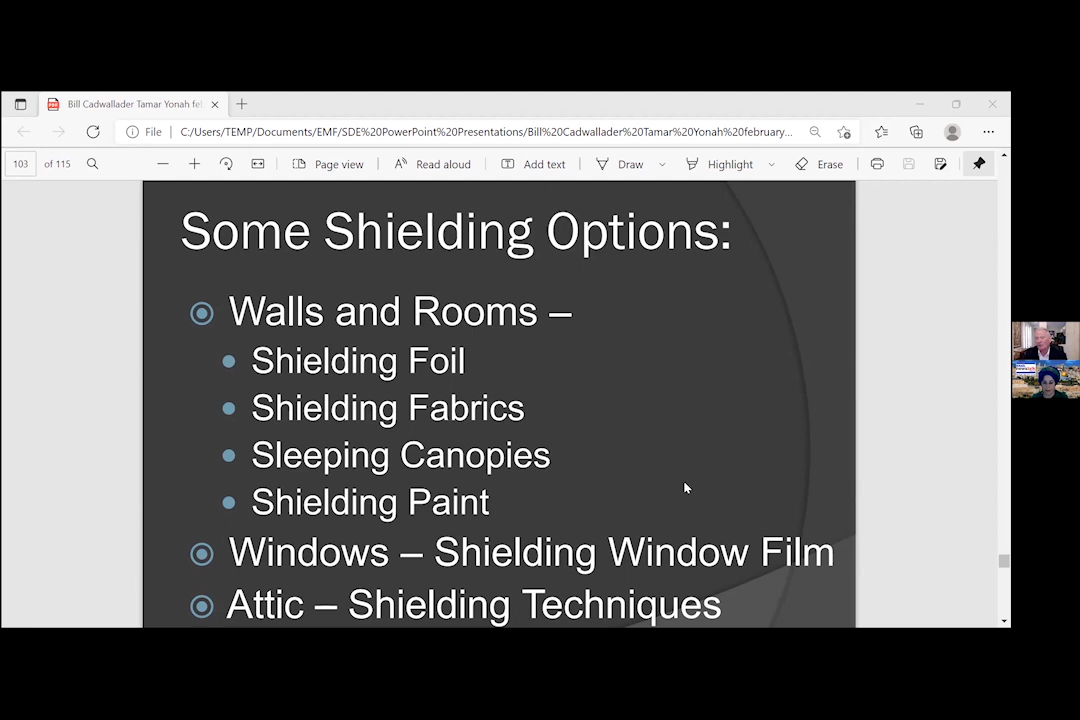 Bill Cadwallader Tamar Yonah fe
File
C:/Users/TEMP/Documents/EMF/SDE%20PowerPoint%20Presentations/Bill%20Cadwallader%20Tamar%20Yonah%20february...
103 of 115
Page view
Read aloud
Add text
Draw
Highlight
Erase
Some Shielding Options:
Walls and Rooms –
Shielding Foil
Shielding Fabrics
Sleeping Canopies
Shielding Paint
Windows – Shielding Window Film
Attic – Shielding Techniques